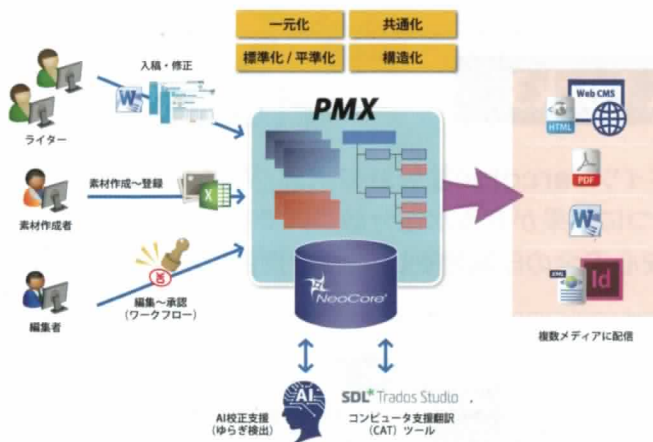 一元化
共通化
標準化 / 平準化
構造化
入稿・修正
ライター
素材作成〜登録
素材作成者
編集者
OK
編集〜承認
(ワークフロー)
PMX
NeoCore
AI
AI校正支援
(ゆらぎ検出)
SDL* Trados Studio
コンピュータ支援翻訳
(CAT) ツール
Web CMS
HTML
PDF
W
XML
Id
複数メディアに配信